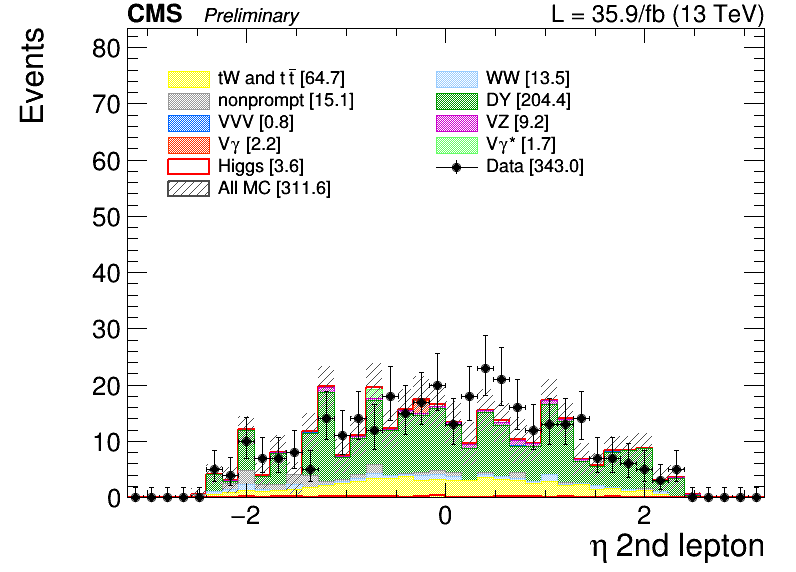 CMS Preliminary L = 35.9/fb (13 TeV)
Events
80
70
60
50
40
30
20
10
0
tW and tt̄ [64.7] WW [13.5]
nonprompt [15.1] DY [204.4]
VVV [0.8] VZ [9.2]
Vγ [2.2] Vγ* [1.7]
Higgs [3.6] Data [343.0]
All MC [311.6]
−2 0 2
η 2nd lepton